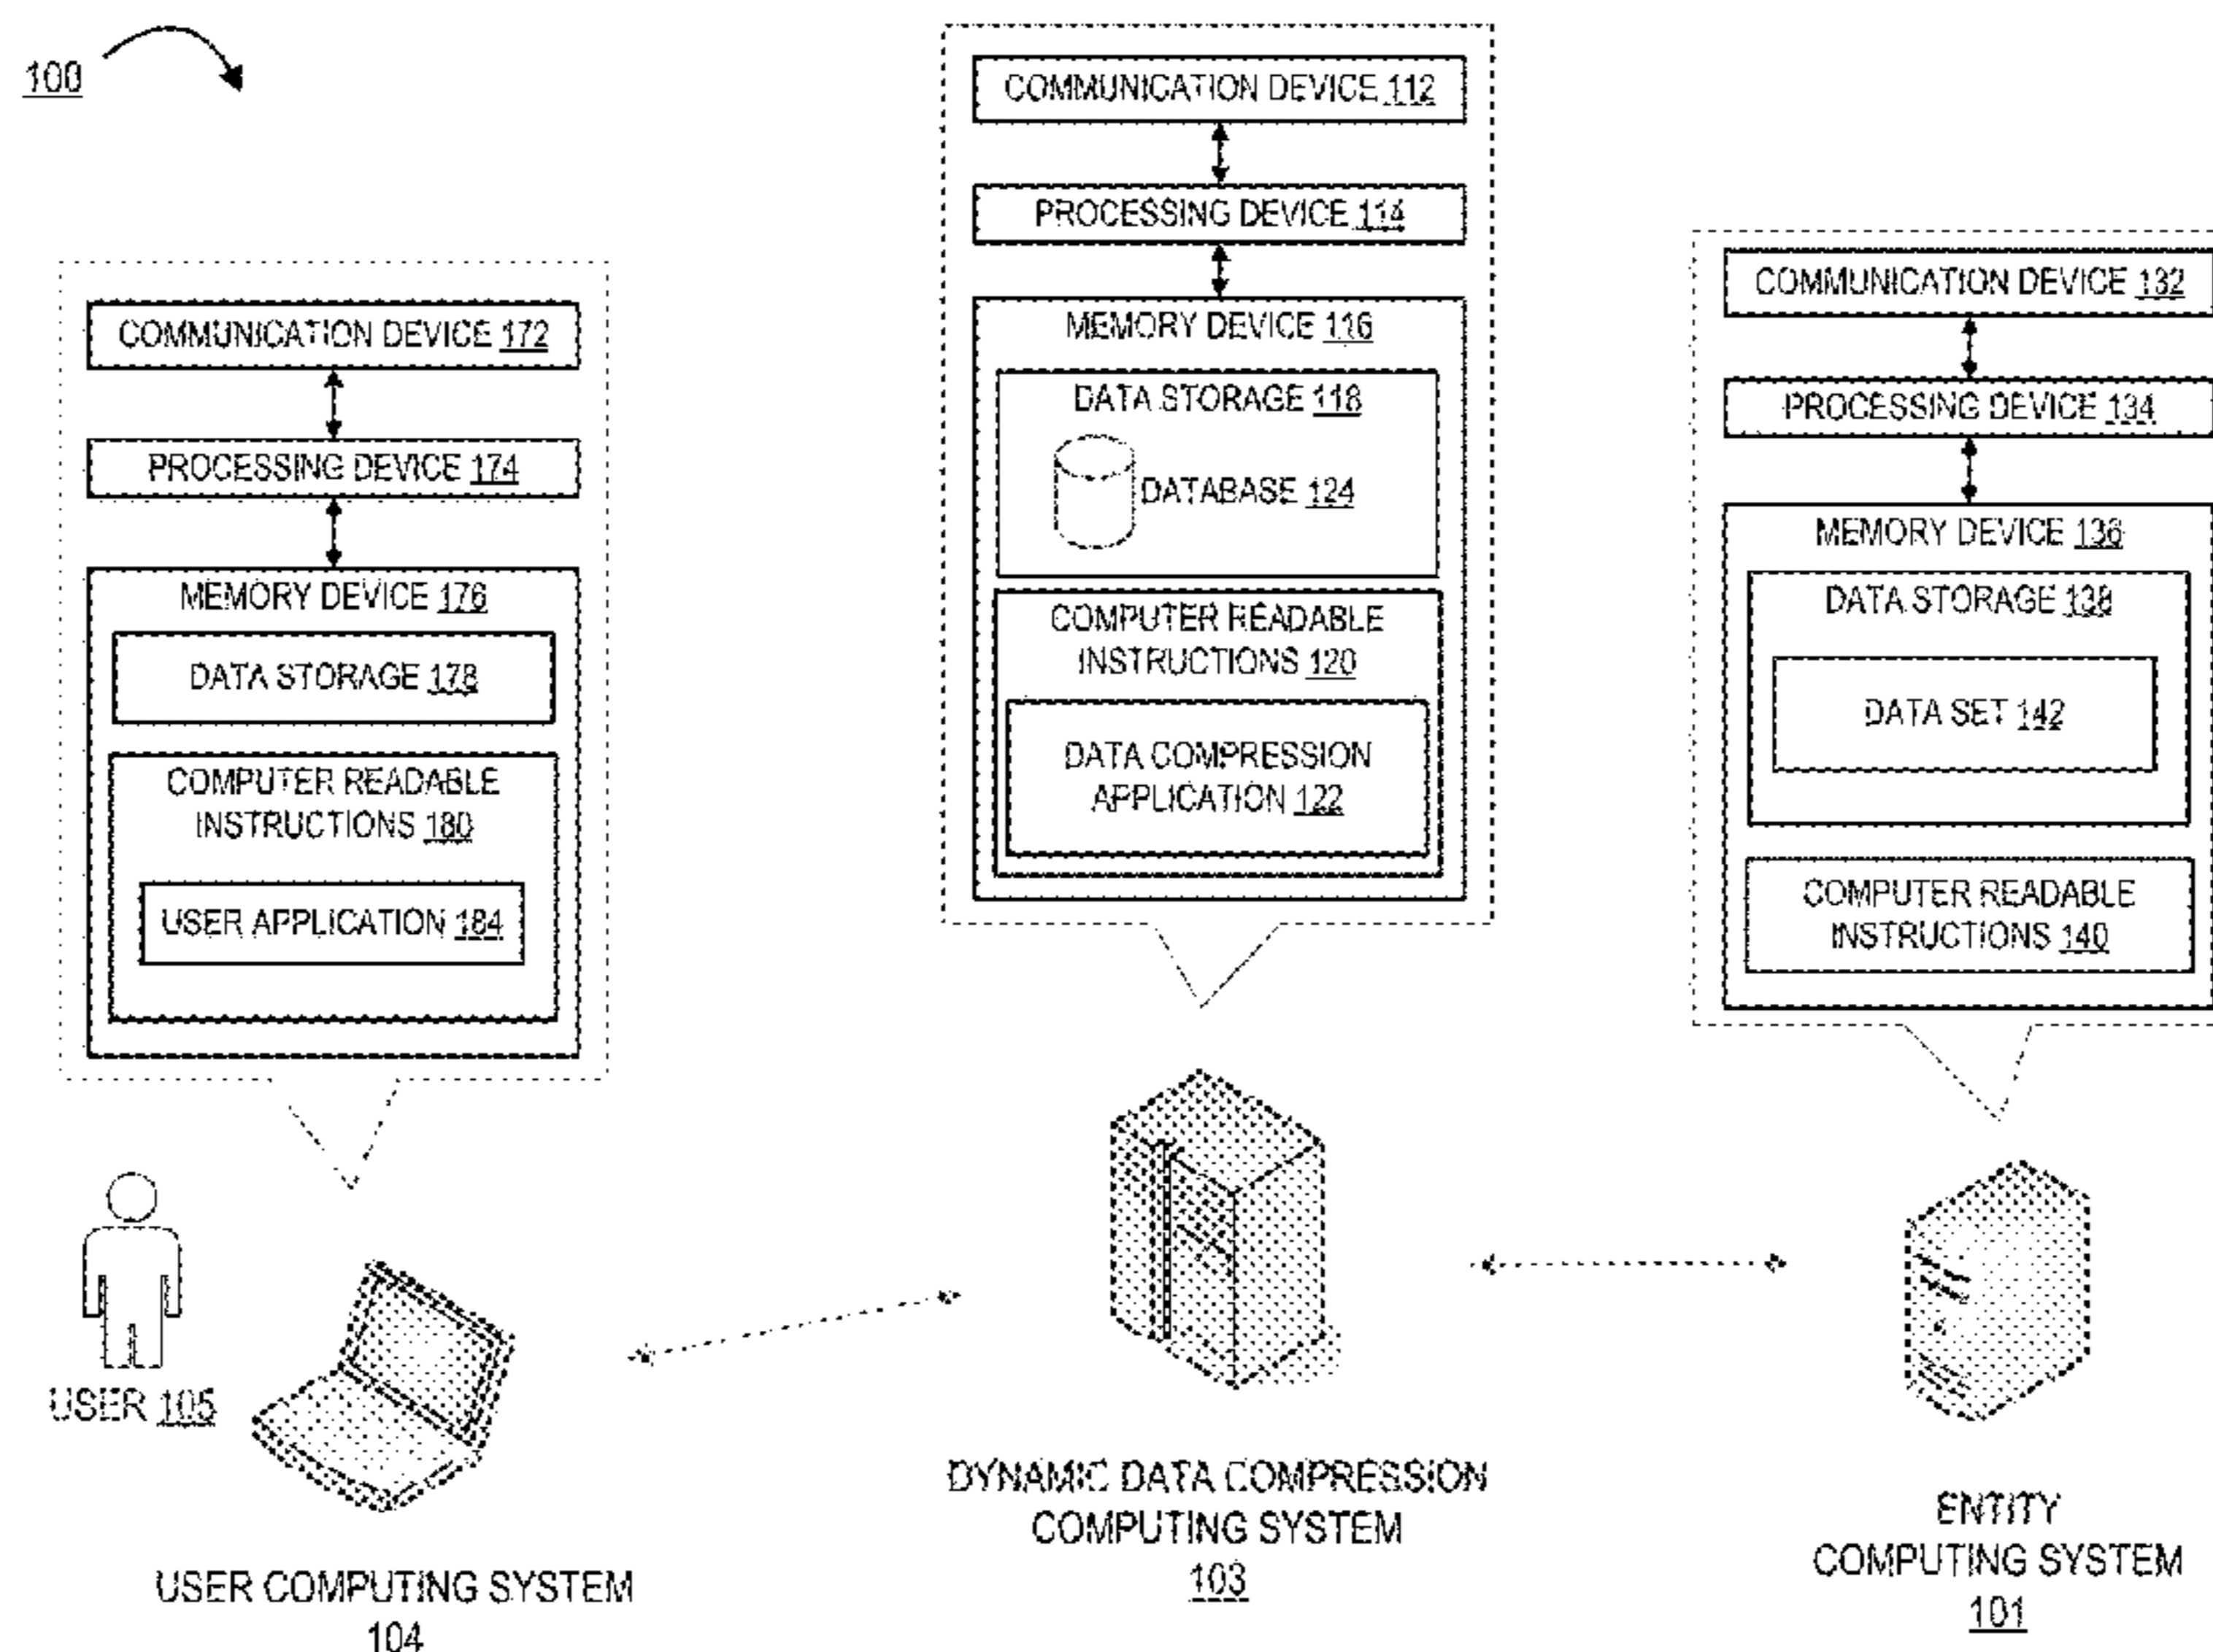 100
COMMUNICATION DEVICE 172
PROCESSING DEVICE 174
MEMORY DEVICE 176
DATA STORAGE 178
COMPUTER READABLE
INSTRUCTIONS 180
USER APPLICATION 184
USER 105
USER COMPUTING SYSTEM
104
COMMUNICATION DEVICE 112
PROCESSING DEVICE 114
MEMORY DEVICE 116
DATA STORAGE 118
DATABASE 124
COMPUTER READABLE
INSTRUCTIONS 120
DATA COMPRESSION
APPLICATION 122
DYNAMIC DATA COMPRESSION
COMPUTING SYSTEM
103
COMMUNICATION DEVICE 132
PROCESSING DEVICE 134
MEMORY DEVICE 136
DATA STORAGE 138
DATA SET 142
COMPUTER READABLE
INSTRUCTIONS 140
ENTITY
COMPUTING SYSTEM
101